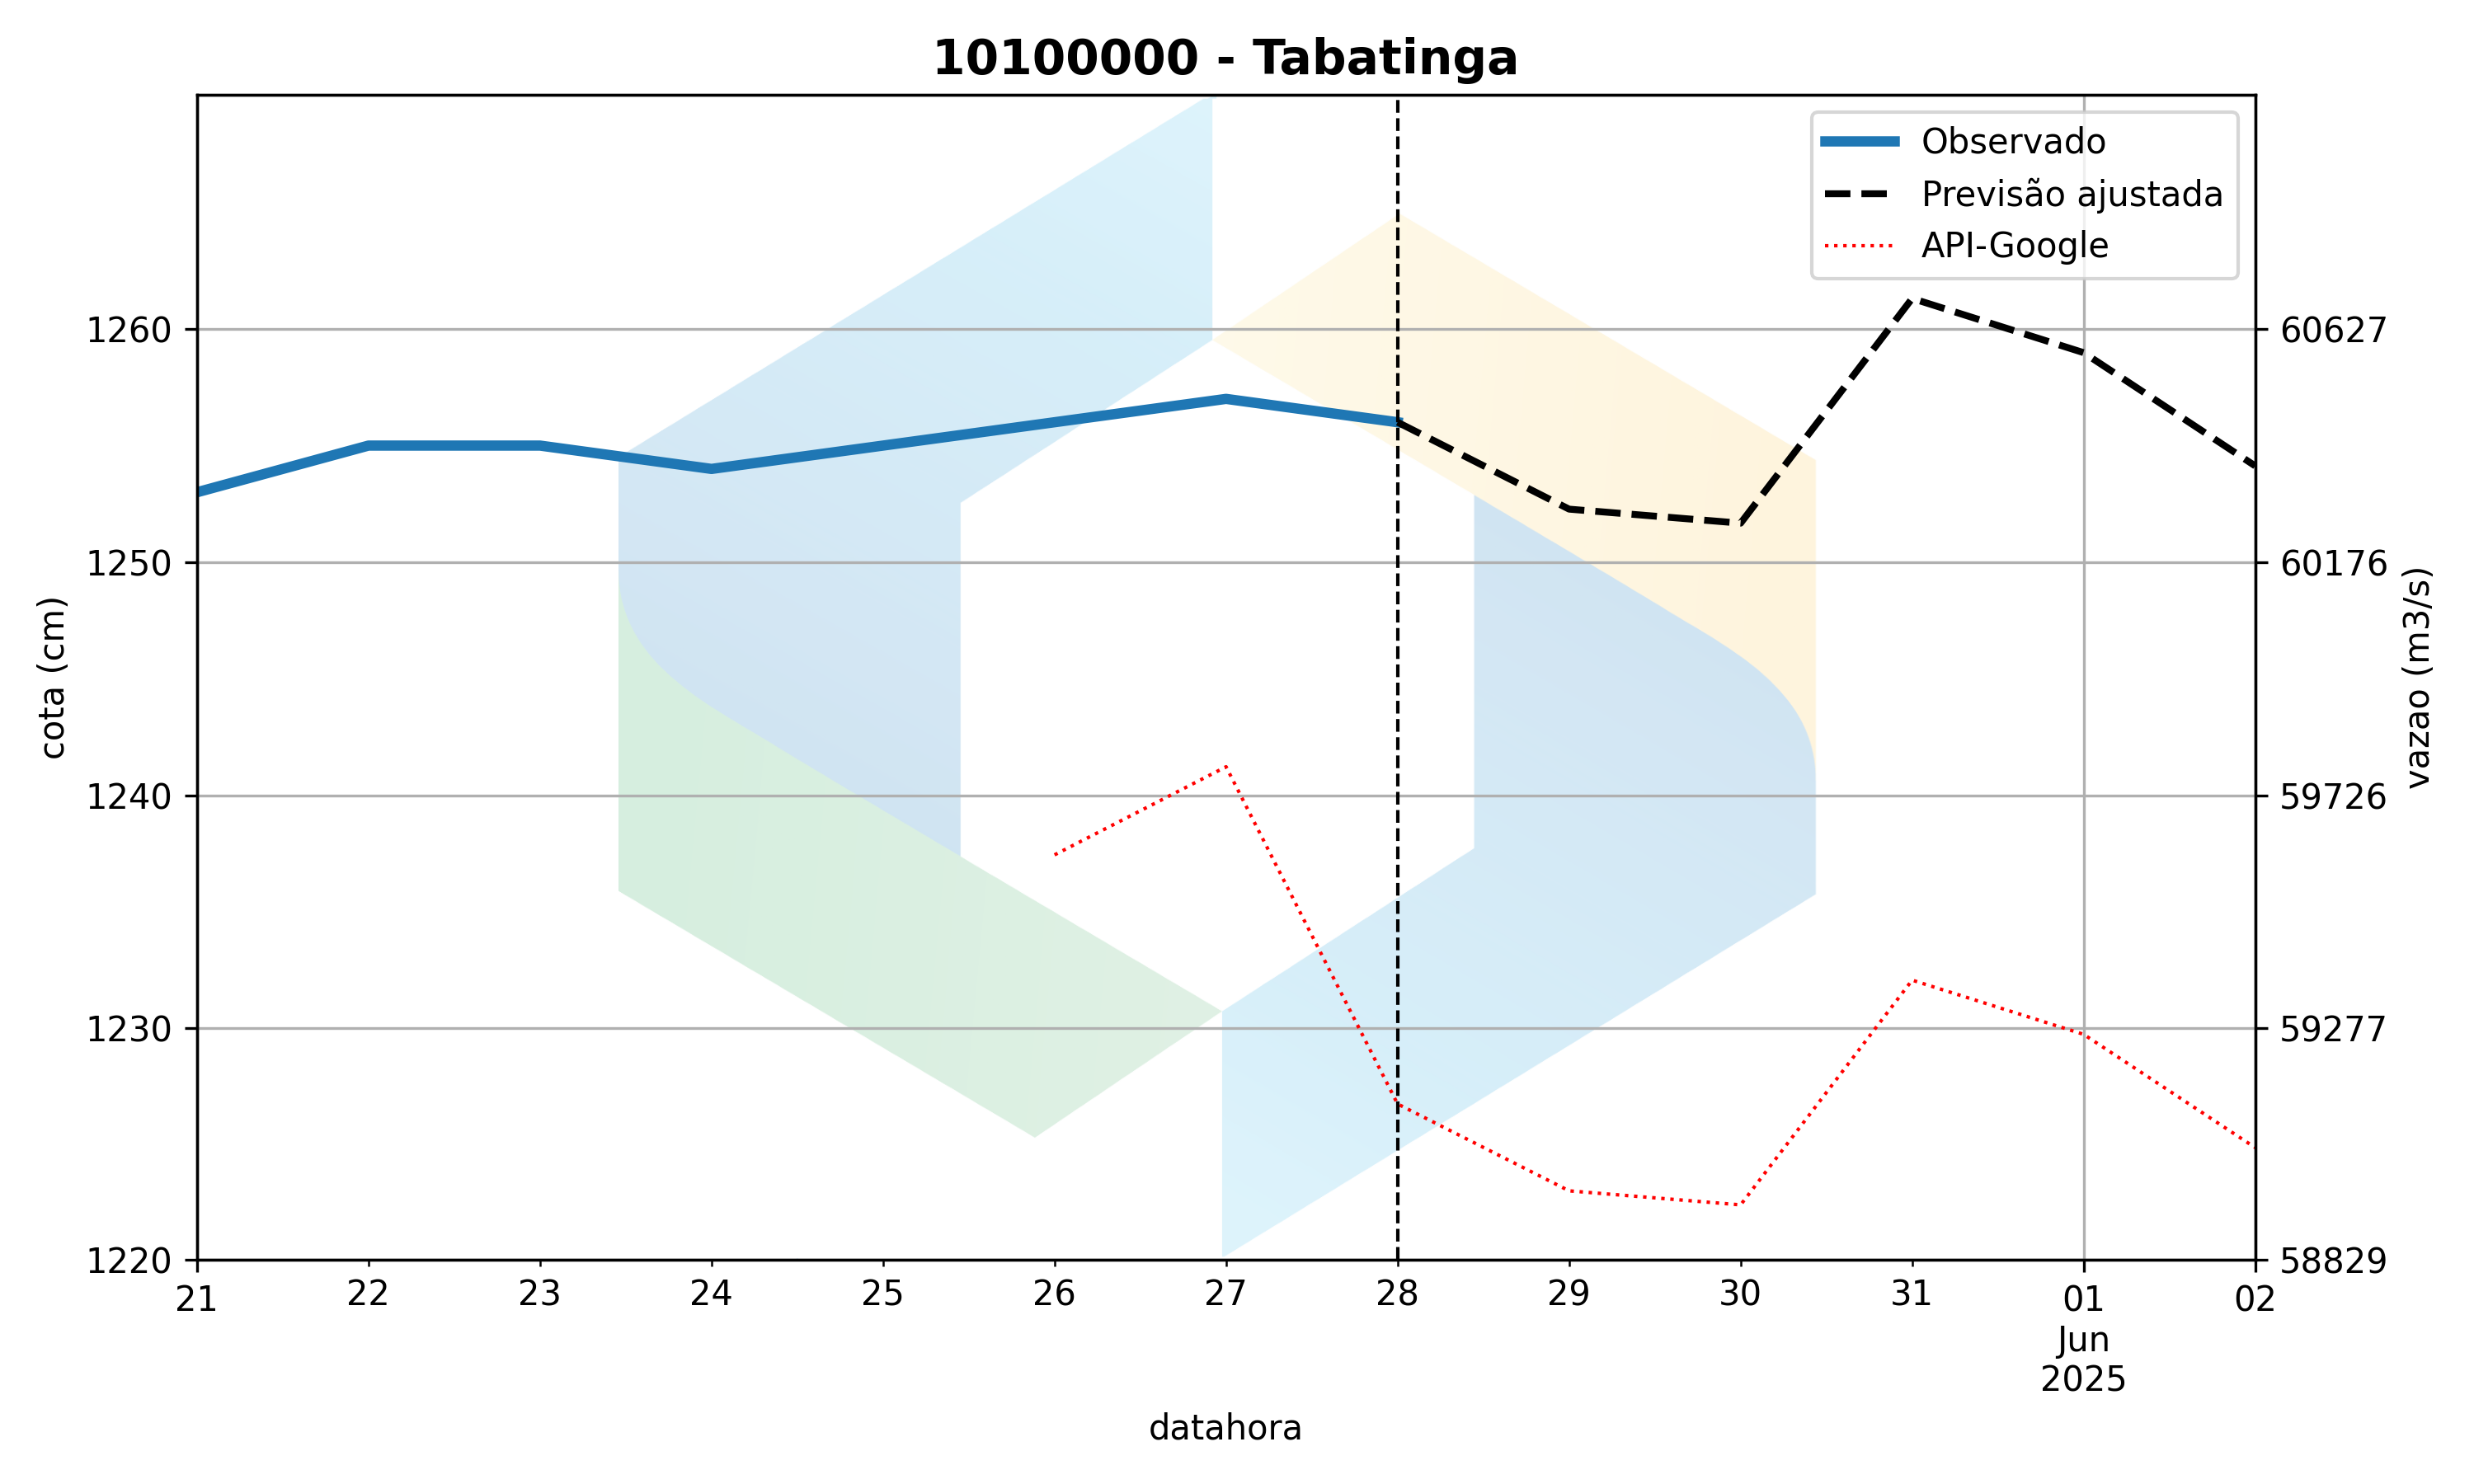 10100000 - Tabatinga
Observado
Previsão ajustada
API-Google
1260
1250
1240
1230
1220
cota (cm)
60627
60176
59726
59277
58829
vazao (m3/s)
21 22 23 24 25 26 27 28 29 30 31 01 02
Jun
2025
datahora